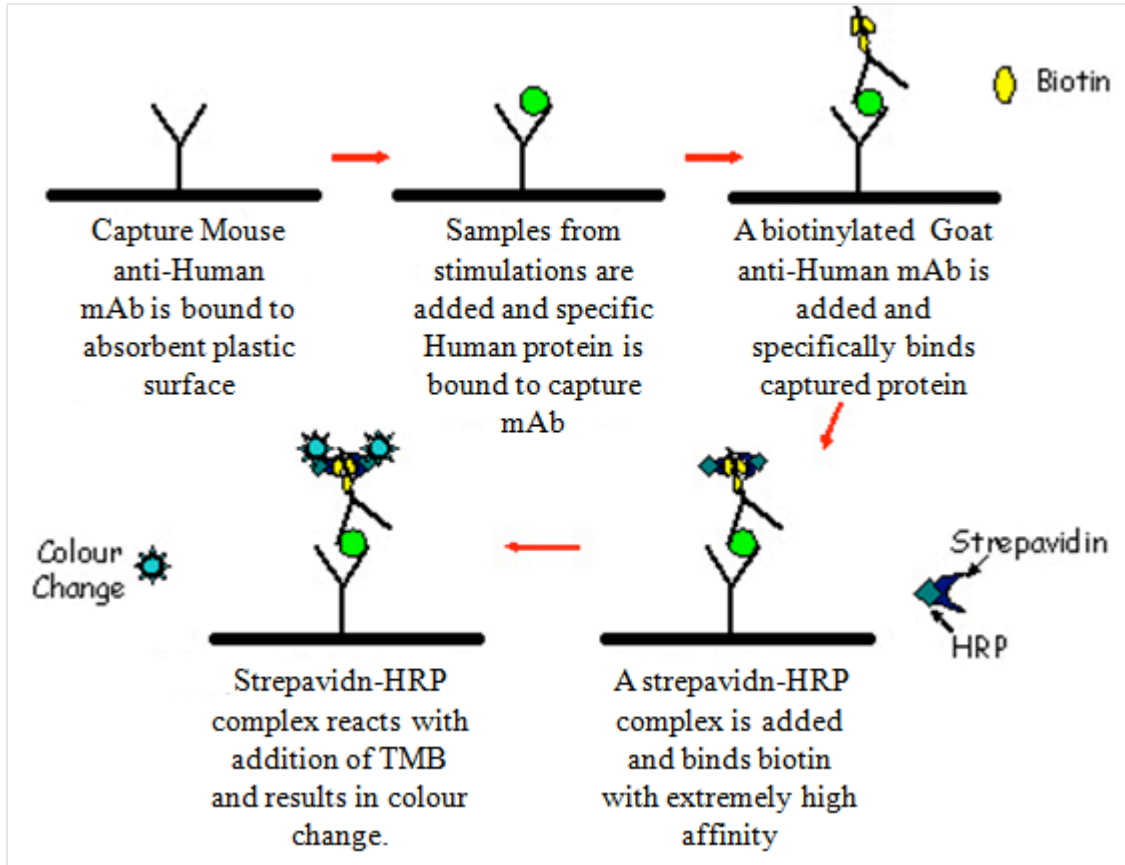 Capture Mouse
anti-Human
mAb is bound to
absorbent plastic
surface
Samples from
stimulations are
added and specific
Human protein is
bound to capture
mAb
A biotinylated Goat
anti-Human mAb is
added and
specifically binds
captured protein
Biotin
Colour
Change
Strepavidn-HRP
complex reacts with
addition of TMB
and results in colour
change.
A strepavidn-HRP
complex is added
and binds biotin
with extremely high
affinity
Strepavidin
HRP